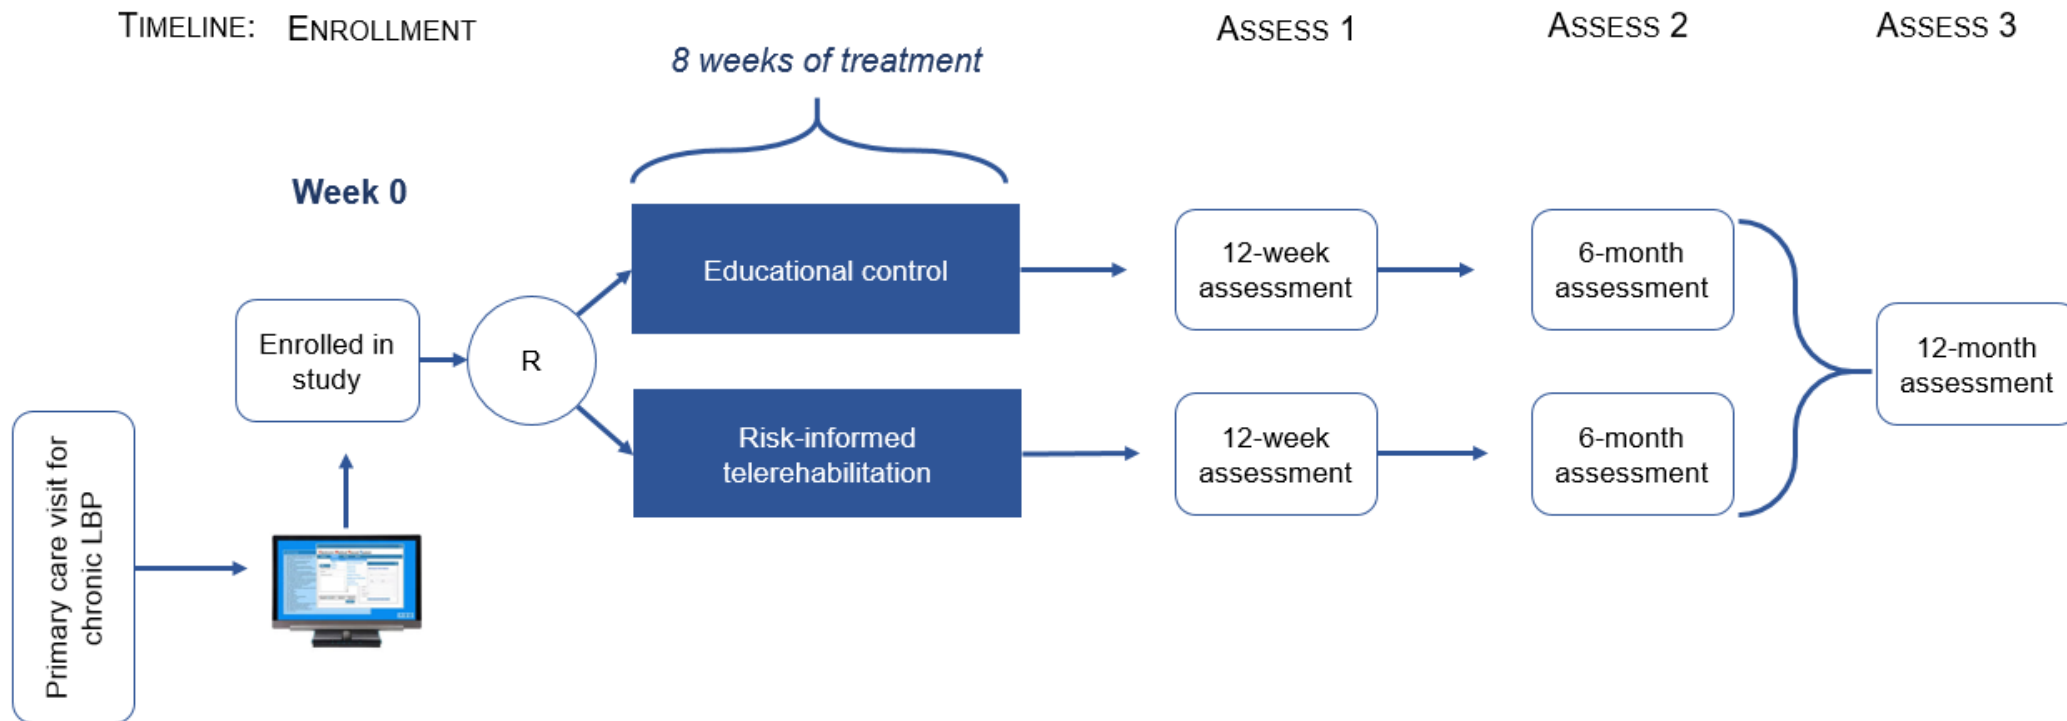 TIMELINE: ENROLLMENT
ASSESS 1
ASSESS 2
ASSESS 3
8 weeks of treatment
Week 0
Primary care visit for
chronic LBP
Enrolled in
study
R
Educational control
12-week
assessment
6-month
assessment
Risk-informed
telerehabilitation
12-week
assessment
6-month
assessment
12-month
assessment